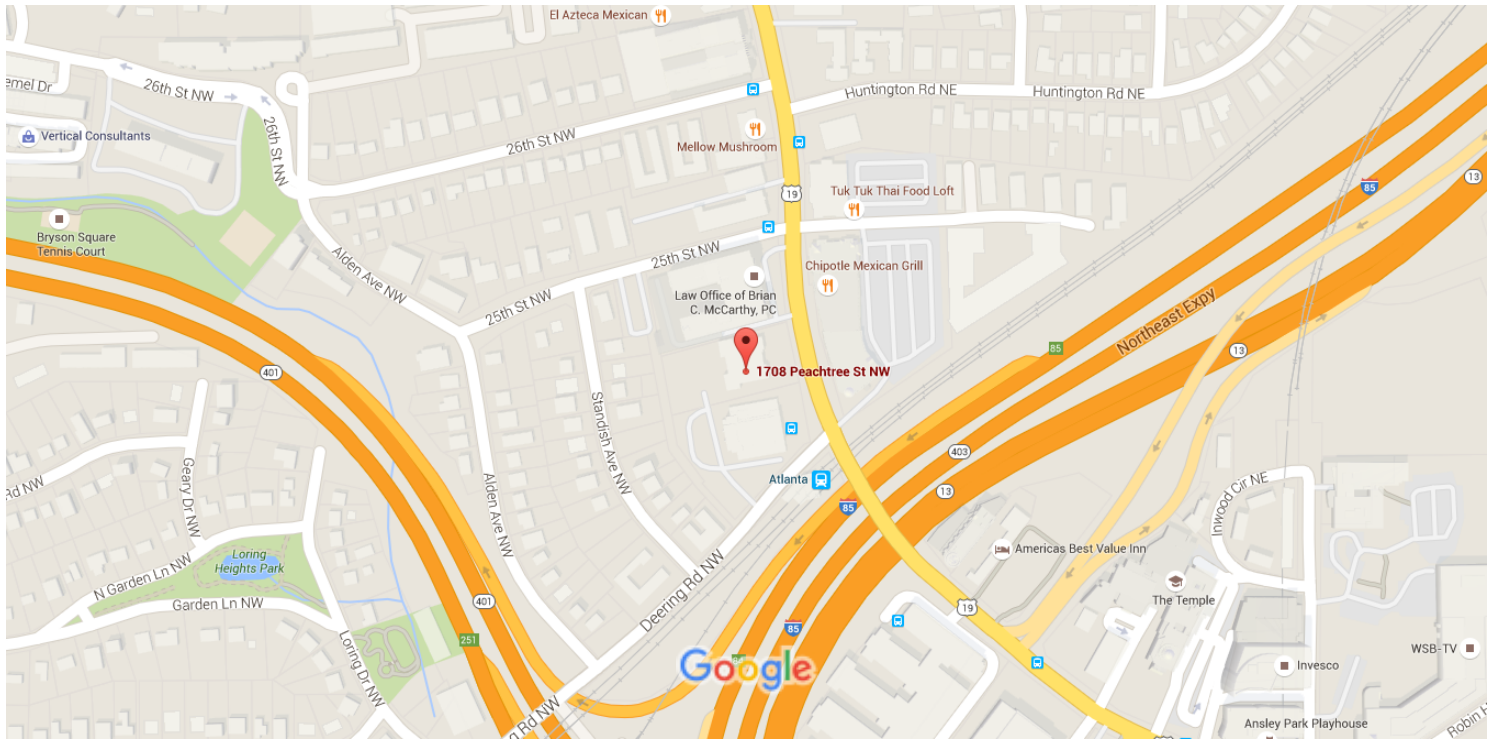 El Azteca Mexican
emel Dr
26th St NW
Huntington Rd NE
Huntington Rd NE
Vertical Consultants
26th St NW
26th St NW
Mellow Mushroom
85
13
19
Tuk Tuk Thai Food Loft
Bryson Square
Tennis Court
25th St NW
Alden Ave NW
Chipotle Mexican Grill
Law Office of Brian
C. McCarthy, PC
25th St NW
Northeast Expy
85
13
401
1708 Peachtree St NW
Standish Ave NW
Geary Dr NW
Rd NW
403
Atlanta
13
85
Inwood Cir NE
Alden Ave NW
Loring
Heights Park
Americas Best Value Inn
N Garden Ln NW
Deering Rd NW
The Temple
Garden Ln NW
401
19
85
251
Loring Dr NW
WSB-TV
Google
Invesco
g Rd NW
Ansley Park Playhouse
Robin H